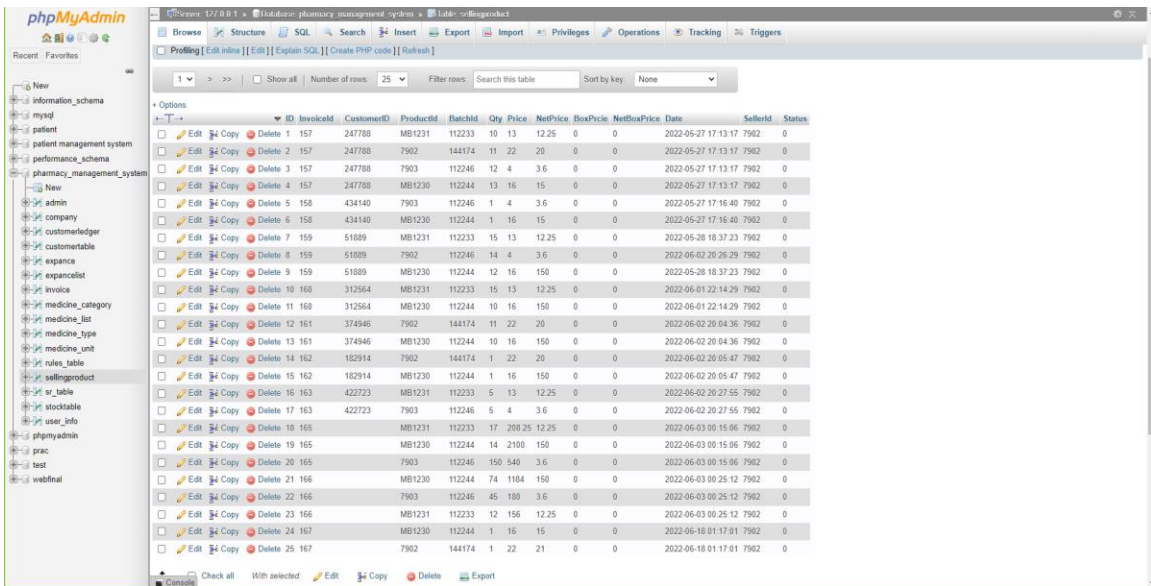 phpMyAdmin
Recent Favorites
New
information_schema
mysql
patient
patient management system
performance_schema
pharmacy_management_system
New
admin
company
customerledger
customertable
expance
expancelist
invoice
medicine_category
medicine_list
medicine_type
medicine_unit
rules_table
sellingproduct
sr_table
stocktable
user_info
phpmyadmin
prac
test
webfinal
Server: 127.0.0.1 » Database: pharmacy_management_system » Table: sellingproduct
Browse Structure SQL Search Insert Export Import Privileges Operations Tracking Triggers
Profiling [ Edit inline ] [ Edit ] [ Explain SQL ] [ Create PHP code ] [ Refresh ]
1 > >> Show all Number of rows: 25 Filter rows: Search this table Sort by key: None
+ Options
←T→ ID InvoiceId CustomerID ProductId BatchId Qty Price NetPrice BoxPrcie NetBoxPrice Date SellerId Status
Edit Copy Delete 1 157 247788 MB1231 112233 10 13 12.25 0 0 2022-05-27 17:13:17 7902 0
Edit Copy Delete 2 157 247788 7902 144174 11 22 20 0 0 2022-05-27 17:13:17 7902 0
Edit Copy Delete 3 157 247788 7903 112246 12 4 3.6 0 0 2022-05-27 17:13:17 7902 0
Edit Copy Delete 4 157 247788 MB1230 112244 13 16 15 0 0 2022-05-27 17:13:17 7902 0
Edit Copy Delete 5 158 434140 7903 112246 1 4 3.6 0 0 2022-05-27 17:16:40 7902 0
Edit Copy Delete 6 158 434140 MB1230 112244 1 16 15 0 0 2022-05-27 17:16:40 7902 0
Edit Copy Delete 7 159 51889 MB1231 112233 15 13 12.25 0 0 2022-05-28 18:37:23 7902 0
Edit Copy Delete 8 159 51889 7902 112246 14 4 3.6 0 0 2022-06-02 20:26:29 7902 0
Edit Copy Delete 9 159 51889 MB1230 112244 12 16 150 0 0 2022-05-28 18:37:23 7902 0
Edit Copy Delete 10 160 312564 MB1231 112233 15 13 12.25 0 0 2022-06-01 22:14:29 7902 0
Edit Copy Delete 11 160 312564 MB1230 112244 10 16 150 0 0 2022-06-01 22:14:29 7902 0
Edit Copy Delete 12 161 374946 7902 144174 11 22 20 0 0 2022-06-02 20:04:36 7902 0
Edit Copy Delete 13 161 374946 MB1230 112244 10 16 150 0 0 2022-06-02 20:04:36 7902 0
Edit Copy Delete 14 162 182914 7902 144174 1 22 20 0 0 2022-06-02 20:05:47 7902 0
Edit Copy Delete 15 162 182914 MB1230 112244 1 16 150 0 0 2022-06-02 20:05:47 7902 0
Edit Copy Delete 16 163 422723 MB1231 112233 5 13 12.25 0 0 2022-06-02 20:27:55 7902 0
Edit Copy Delete 17 163 422723 7903 112246 5 4 3.6 0 0 2022-06-02 20:27:55 7902 0
Edit Copy Delete 18 165 MB1231 112233 17 208.25 12.25 0 0 2022-06-03 00:15:06 7902 0
Edit Copy Delete 19 165 MB1230 112244 14 2100 150 0 0 2022-06-03 00:15:06 7902 0
Edit Copy Delete 20 165 7903 112246 150 540 3.6 0 0 2022-06-03 00:15:06 7902 0
Edit Copy Delete 21 166 MB1230 112244 74 1184 150 0 0 2022-06-03 00:25:12 7902 0
Edit Copy Delete 22 166 7903 112246 45 180 3.6 0 0 2022-06-03 00:25:12 7902 0
Edit Copy Delete 23 166 MB1231 112233 12 156 12.25 0 0 2022-06-03 00:25:12 7902 0
Edit Copy Delete 24 167 MB1230 112244 1 16 15 0 0 2022-06-18 01:17:01 7902 0
Edit Copy Delete 25 167 7902 144174 1 22 21 0 0 2022-06-18 01:17:01 7902 0
Check all With selected: Edit Copy Delete Export
Console